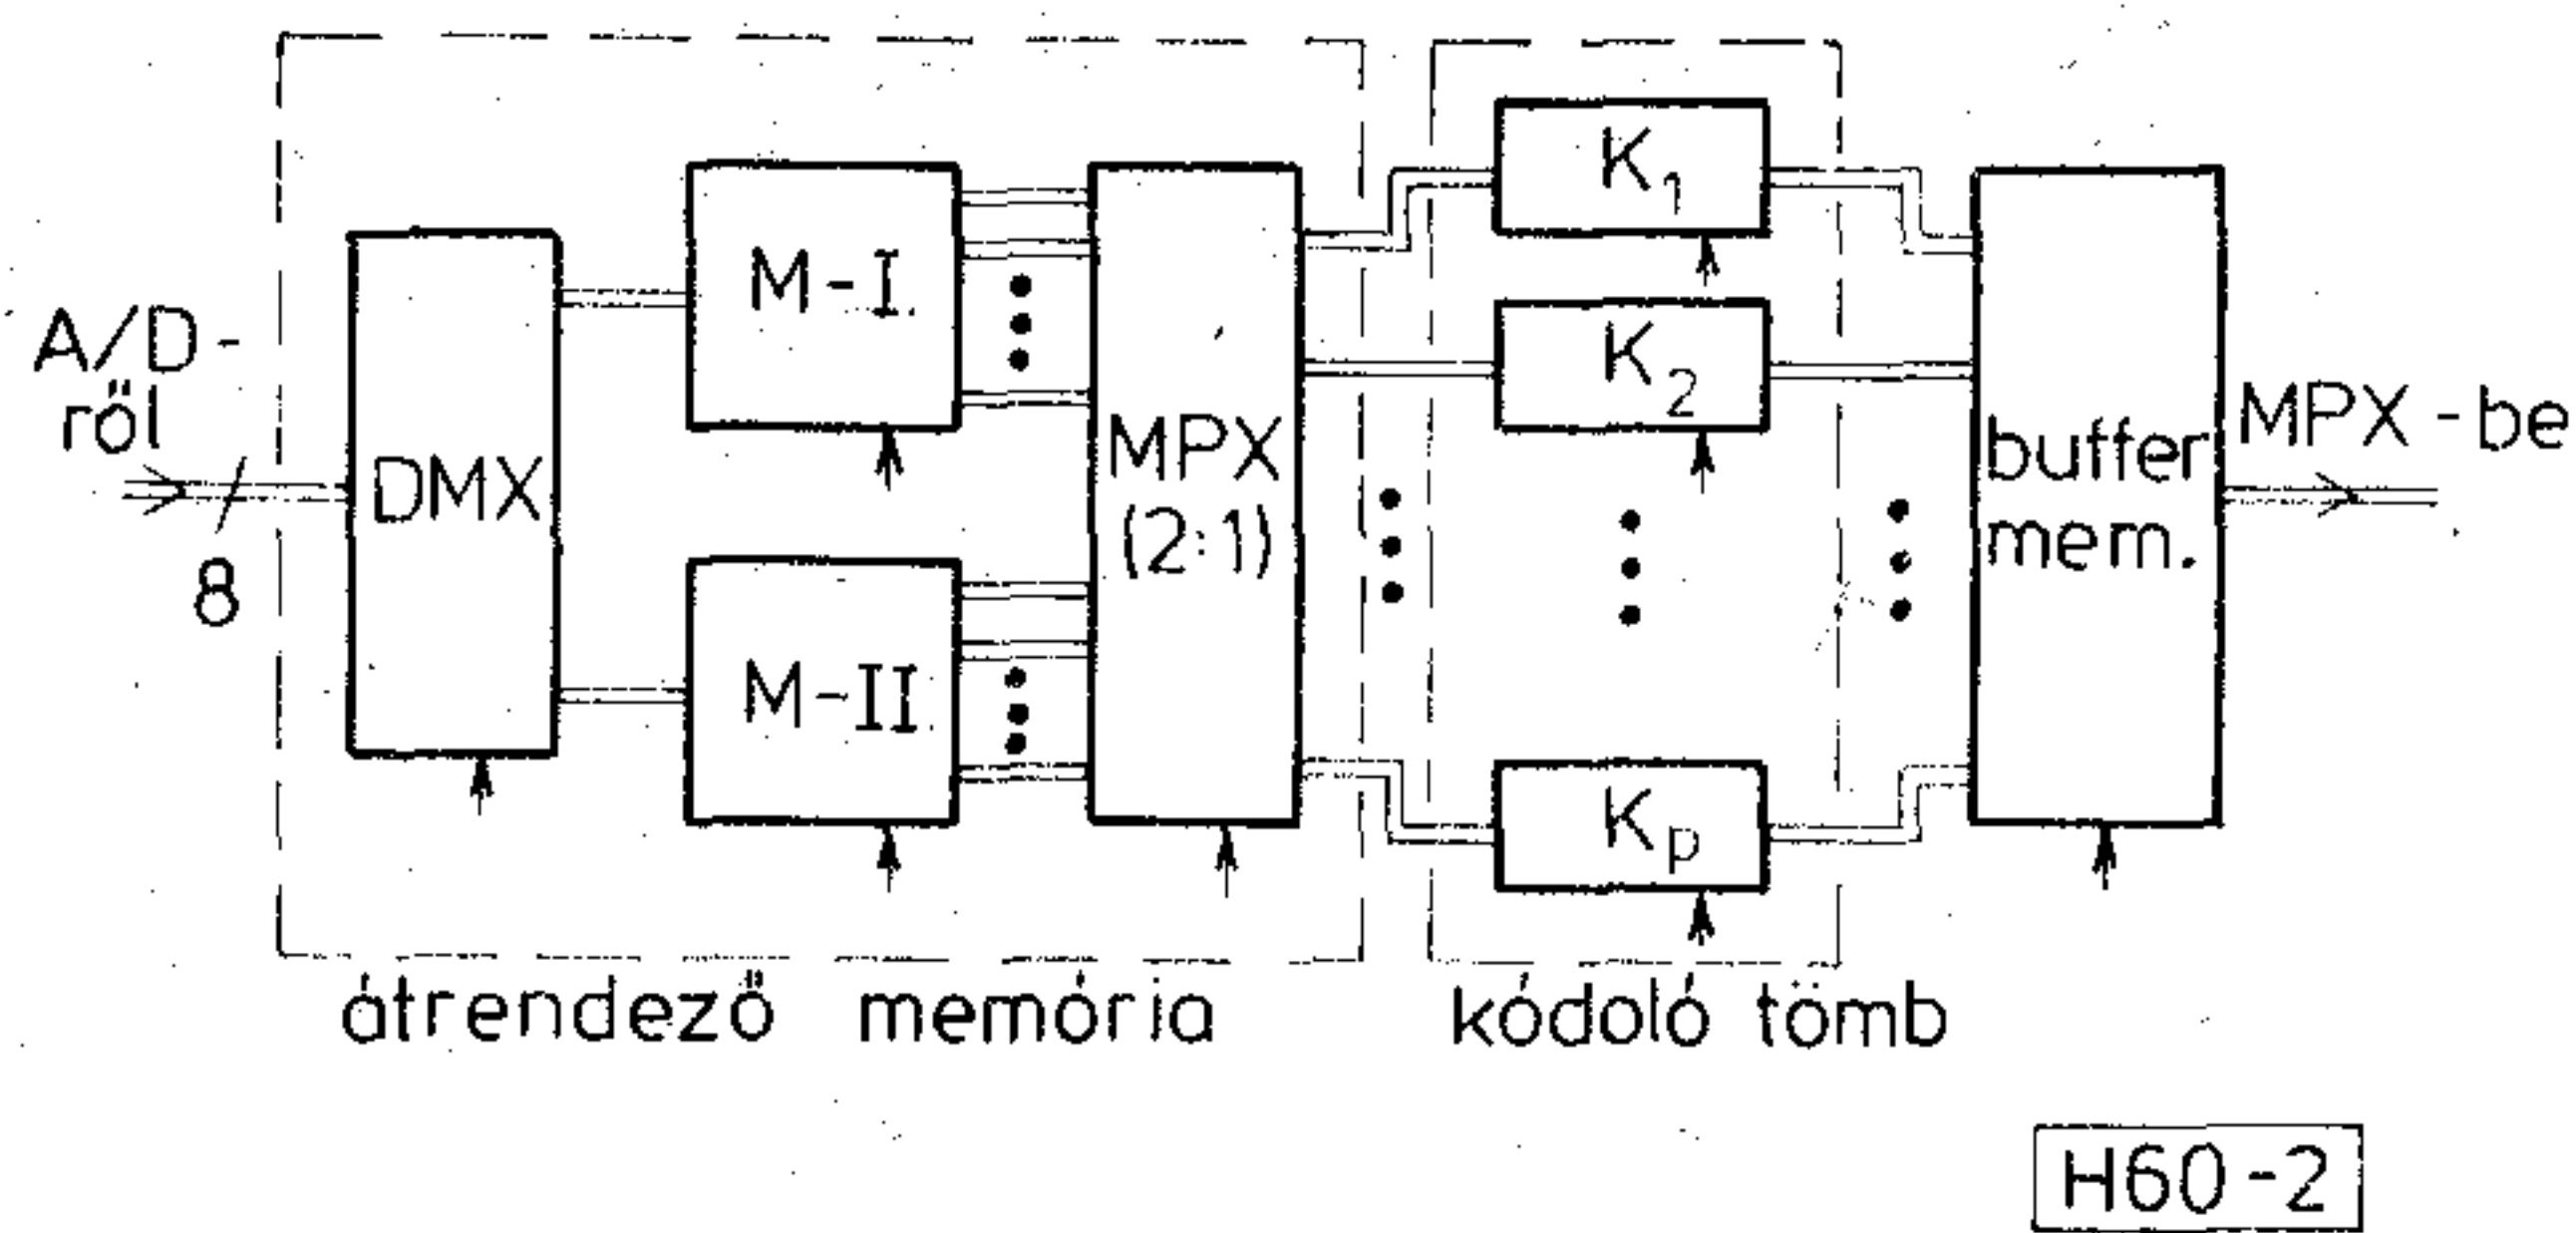 A/D-
ről
8
DMX
M-I.
M-II.
MPX
(2:1)
K1
K2
Kp
buffer
mem.
MPX-be
átrendező memória
kódoló tömb
H60-2